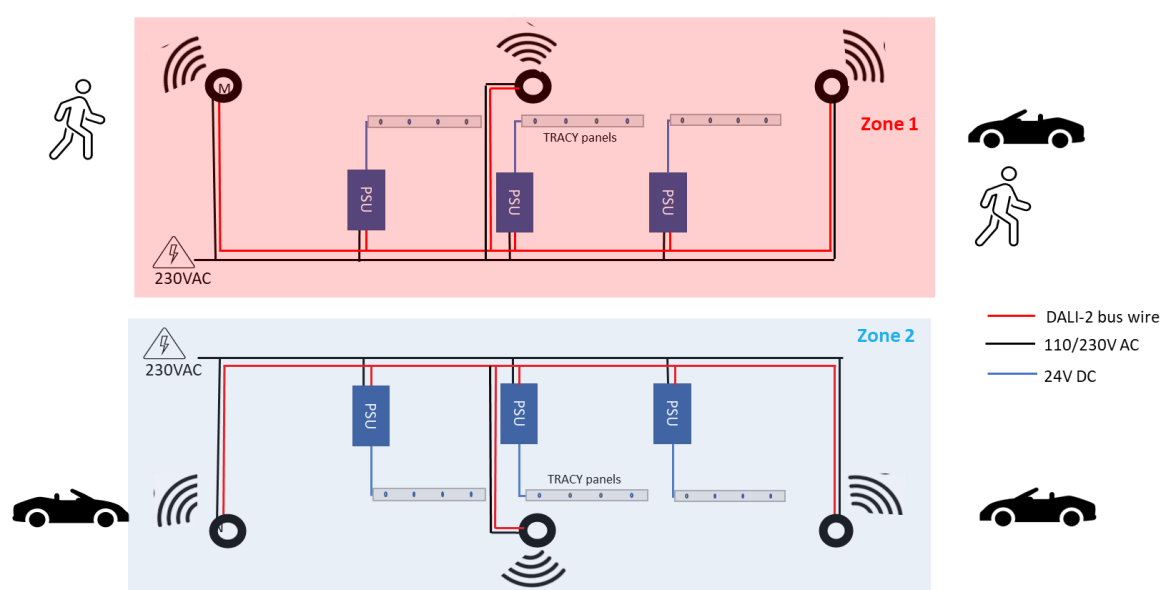 M
Zone 1
TRACY panels
PSU
PSU
PSU
230VAC
DALI-2 bus wire
110/230V AC
24V DC
Zone 2
230VAC
PSU
PSU
PSU
TRACY panels